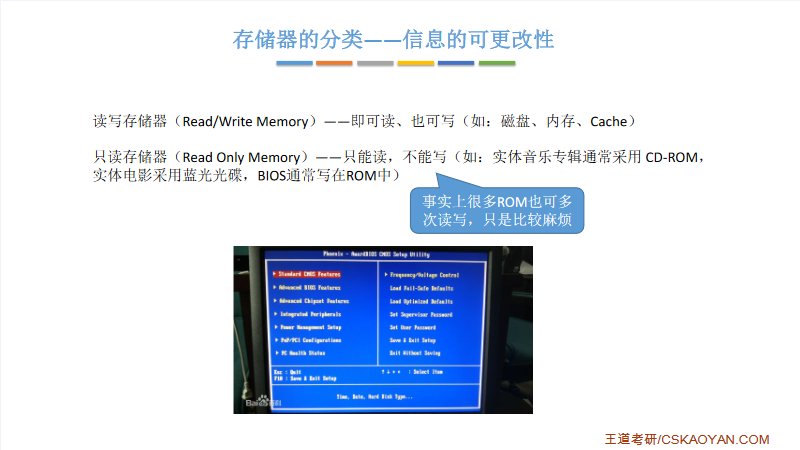 存储器的分类——信息的可更改性
读写存储器（Read/Write Memory）——即可读、也可写（如：磁盘、内存、Cache）
只读存储器（Read Only Memory）——只能读，不能写（如：实体音乐专辑通常采用 CD-ROM，
实体电影采用蓝光光碟，BIOS通常写在ROM中）
事实上很多ROM也可多
次读写，只是比较麻烦
Phoenix - AwardBIOS CMOS Setup Utility
Standard CMOS Features
Advanced BIOS Features
Advanced Chipset Features
Integrated Peripherals
Power Management Setup
PnP/PCI Configurations
PC Health Status
Frequency/Voltage Control
Load Fail-Safe Defaults
Load Optimized Defaults
Set Supervisor Password
Set User Password
Save & Exit Setup
Exit Without Saving
Esc : Quit
F10 : Save & Exit Setup
↑ ↓ → ← : Select Item
Time, Date, Hard Disk Type...
Baidu百科
王道考研/CSKAOYAN.COM